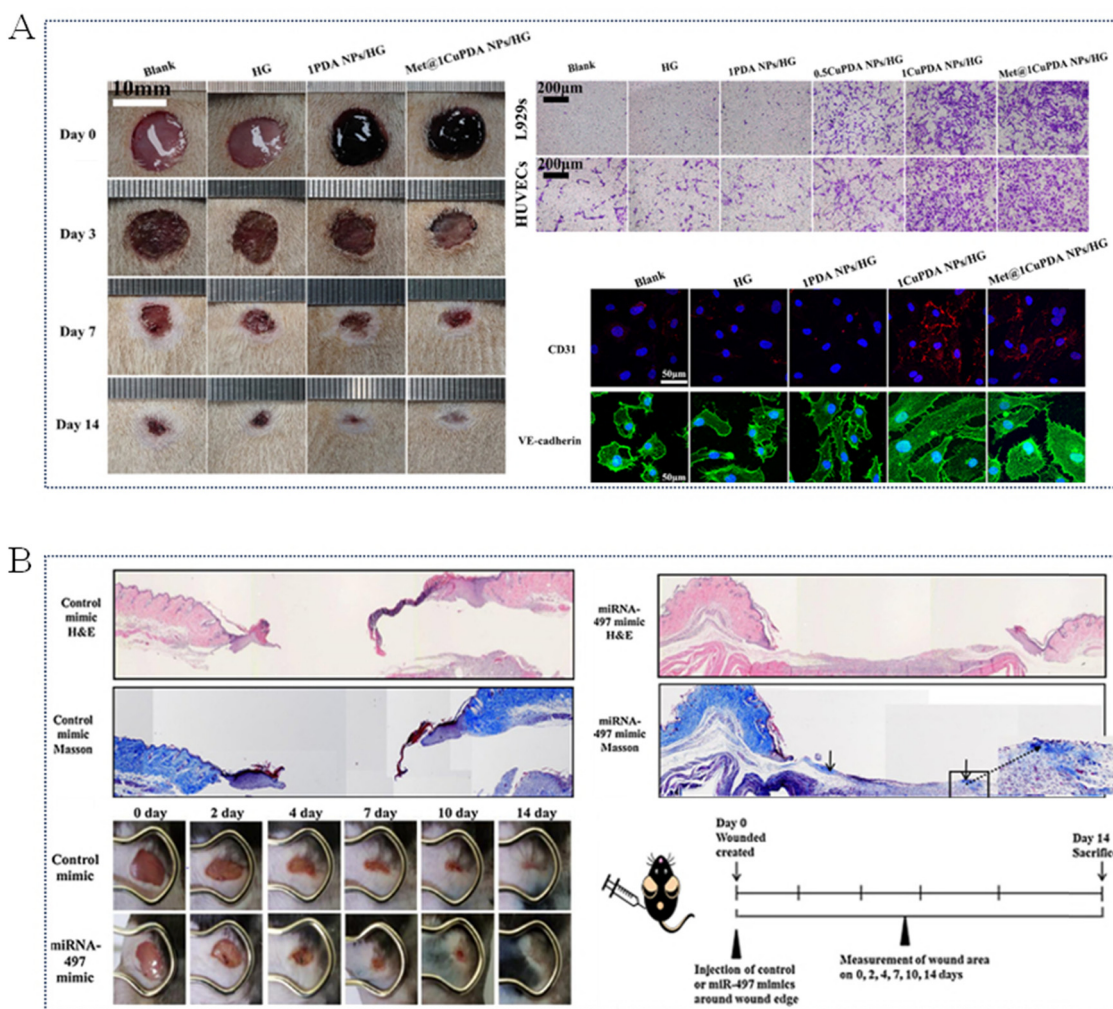 A
Blank HG 1PDA NPs/HG Met@1CuPDA NPs/HG
10mm
Day 0
Day 3
Day 7
Day 14
Blank HG 1PDA NPs/HG 0.5CuPDA NPs/HG 1CuPDA NPs/HG Met@1CuPDA NPs/HG
200μm
L929s
200μm
HUVECs
Blank HG 1PDA NPs/HG 1CuPDA NPs/HG Met@1CuPDA NPs/HG
CD31
50μm
VE-cadherin
50μm
B
Control
mimic
H&E
Control
mimic
Masson
miRNA-
497 mimic
H&E
miRNA-
497 mimic
Masson
0 day 2 day 4 day 7 day 10 day 14 day
Control
mimic
miRNA-
497
mimic
Day 0
Wounded
created
Day 14
Sacrifice
Injection of control
or miR-497 mimics
around wound edge
Measurement of wound area
on 0, 2, 4, 7, 10, 14 days